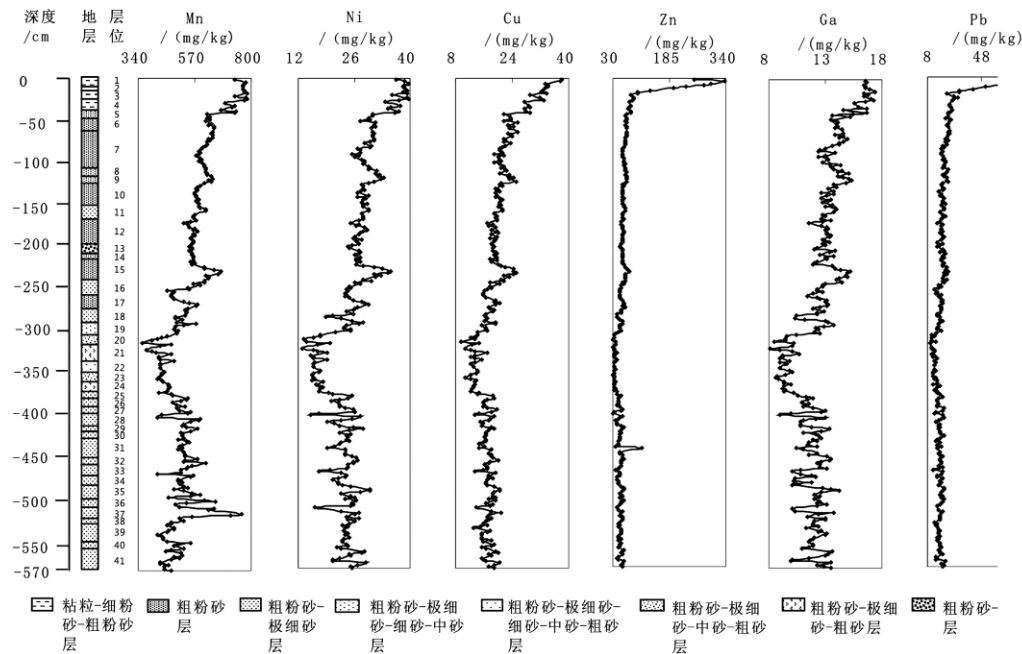 深度 地 层 Mn Ni Cu Zn Ga Pb
/cm 层 位 /(mg/kg) /(mg/kg) /(mg/kg) /(mg/kg) /(mg/kg) /(mg/kg)
340 570 800 12 26 40 8 24 40 30 185 340 8 13 18 8 48
0
-50
-100
-150
-200
-250
-300
-350
-400
-450
-500
-550
-570
1
2
3
4
5
6
7
8
9
10
11
12
13
14
15
16
17
18
19
20
21
22
23
24
25
26
27
28
29
30
31
32
33
34
35
36
37
38
39
40
41
粘粒-细粉
砂-粗粉砂
层
粗粉砂
层
粗粉砂-
极细砂
层
粗粉砂-极细
砂-细砂-中砂
层
粗粉砂-极细砂-
细砂-中砂-粗砂
层
粗粉砂-极细
砂-中砂-粗砂
层
粗粉砂-极细
砂-粗砂层
粗粉砂-
层